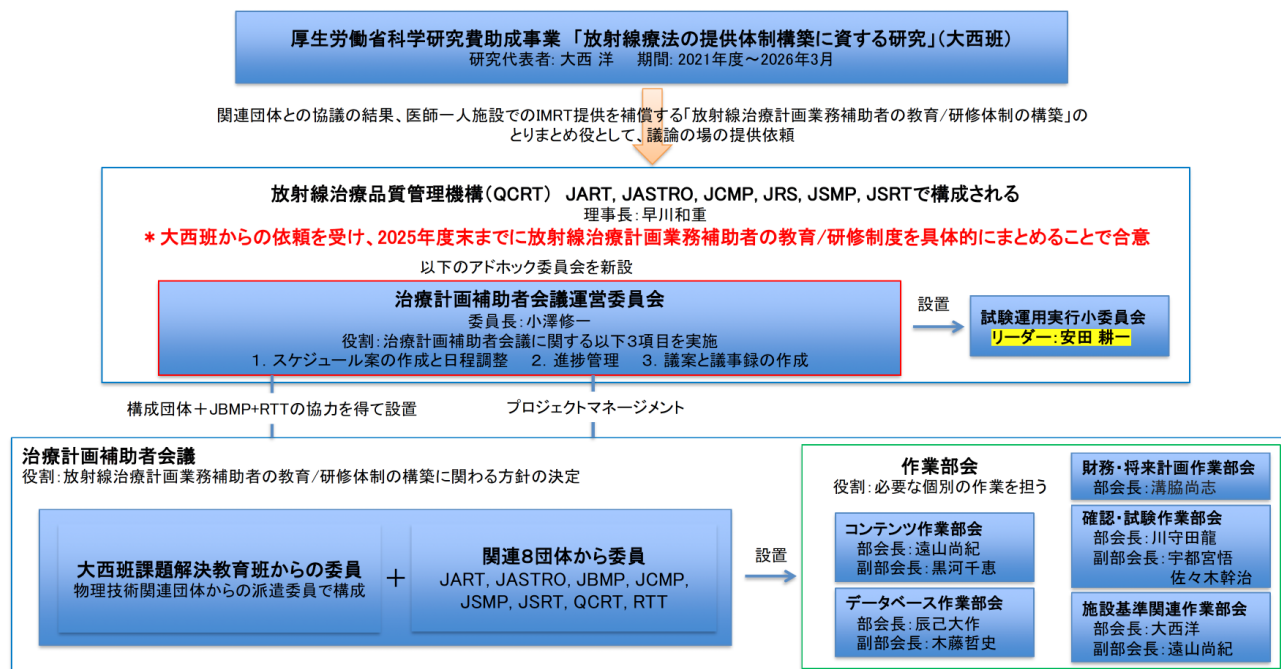 厚生労働省科学研究費助成事業 「放射線療法の提供体制構築に資する研究」(大西班)
研究代表者: 大西 洋 期間: 2021年度～2026年3月
関連団体との協議の結果、医師一人施設でのIMRT提供を補償する「放射線治療計画業務補助者の教育/研修体制の構築」の
とりまとめ役として、議論の場の提供依頼
放射線治療品質管理機構(QCRT) JART, JASTRO, JCMP, JRS, JSMP, JSRTで構成される
理事長:早川和重
＊大西班からの依頼を受け、2025年度末までに放射線治療計画業務補助者の教育/研修制度を具体的にまとめることで合意
以下のアドホック委員会を新設
治療計画補助者会議運営委員会
委員長:小澤修一
役割:治療計画補助者会議に関する以下3項目を実施
1. スケジュール案の作成と日程調整 2. 進捗管理 3. 議案と議事録の作成
設置
試験運用実行小委員会
リーダー:安田 耕一
構成団体＋JBMP+RTTの協力を得て設置
プロジェクトマネージメント
治療計画補助者会議
役割:放射線治療計画業務補助者の教育/研修体制の構築に関わる方針の決定
大西班課題解決教育班からの委員
物理技術関連団体からの派遣委員で構成
＋
関連8団体から委員
JART, JASTRO, JBMP, JCMP,
JSMP, JSRT, QCRT, RTT
設置
作業部会
役割:必要な個別の作業を担う
コンテンツ作業部会
部会長:遠山尚紀
副部会長:黒河千恵
データベース作業部会
部会長:辰己大作
副部会長:木藤哲史
財務・将来計画作業部会
部会長:溝脇尚志
確認・試験作業部会
部会長:川守田龍
副部会長:宇都宮悟
佐々木幹治
施設基準関連作業部会
部会長:大西洋
副部会長:遠山尚紀